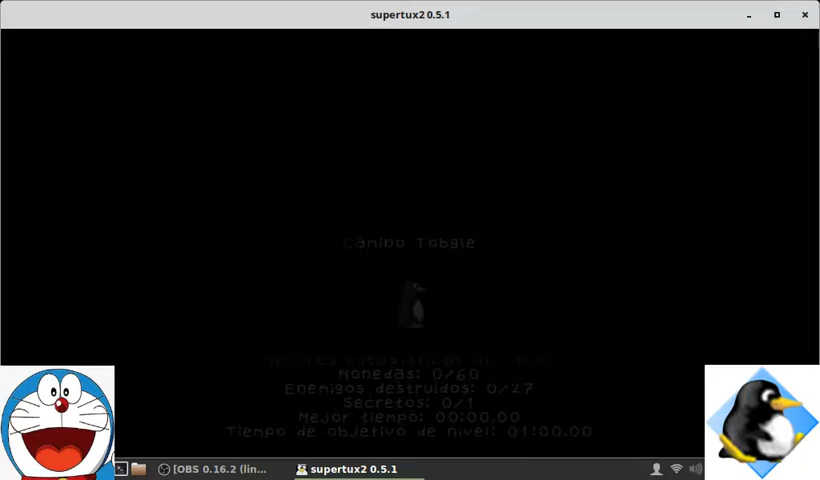 supertux2 0.5.1
Camino Tobgle
Monedas: 0/60
Enemigos destruidos: 0/27
Secretos: 0/1
Mejor tiempo: 00:00.00
Tiempo de objetivo de nivel: 01:00.00
[OBS 0.16.2 (lin...
supertux2 0.5.1